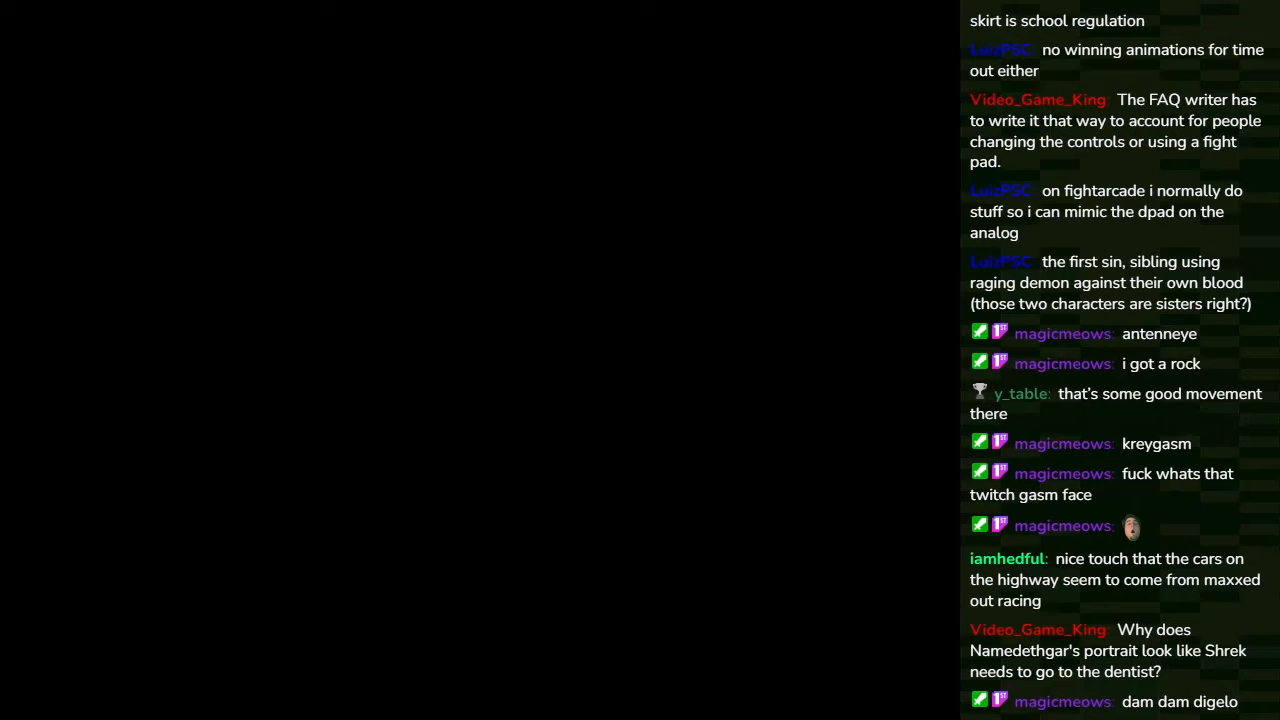 skirt is school regulation
LuizPSC: no winning animations for time
out either
Video_Game_King: The FAQ writer has
to write it that way to account for people
changing the controls or using a fight
pad.
LuizPSC: on fightarcade i normally do
stuff so i can mimic the dpad on the
analog
LuizPSC: the first sin, sibling using
raging demon against their own blood
(those two characters are sisters right?)
magicmeows: antenneye
magicmeows: i got a rock
y_table: that's some good movement
there
magicmeows: kreygasm
magicmeows: fuck whats that
twitch gasm face
magicmeows:
iamhedful: nice touch that the cars on
the highway seem to come from maxxed
out racing
Video_Game_King: Why does
Namedethgar's portrait look like Shrek
needs to go to the dentist?
magicmeows: dam dam digelo